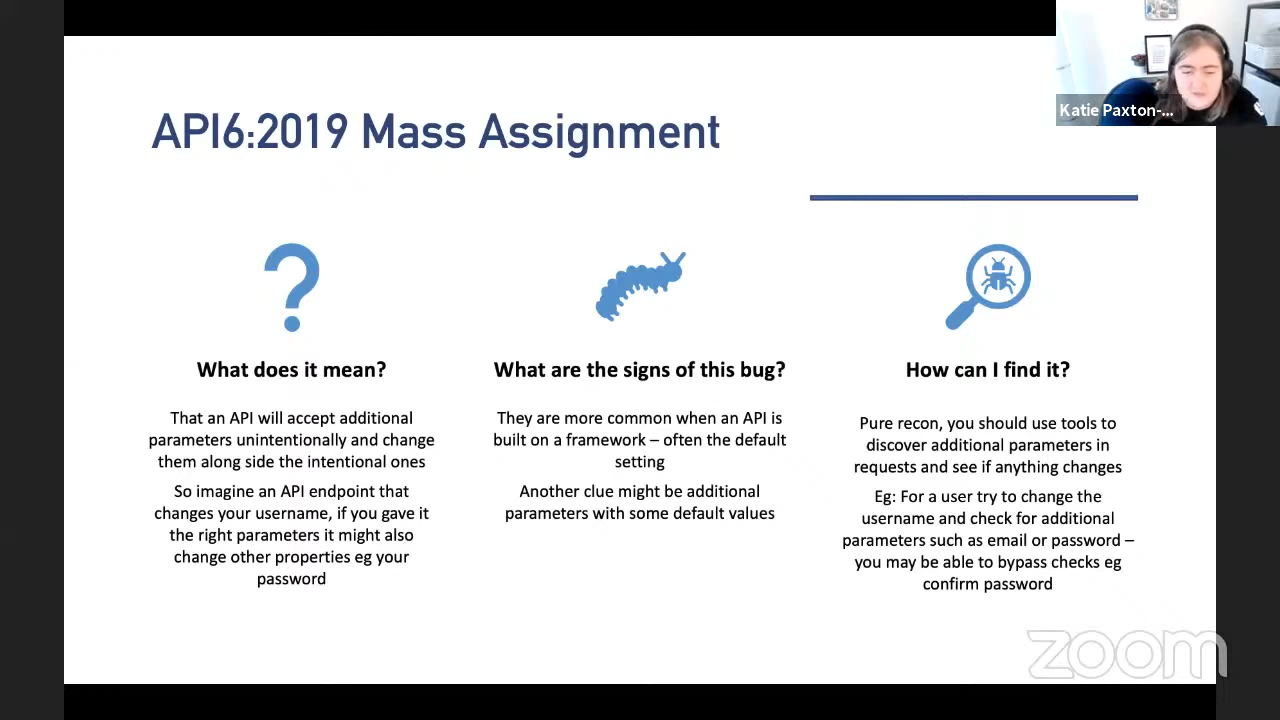 Katie Paxton-...
API6:2019 Mass Assignment
What does it mean?
That an API will accept additional
parameters unintentionally and change
them along side the intentional ones
So imagine an API endpoint that
changes your username, if you gave it
the right parameters it might also
change other properties eg your
password
What are the signs of this bug?
They are more common when an API is
built on a framework – often the default
setting
Another clue might be additional
parameters with some default values
How can I find it?
Pure recon, you should use tools to
discover additional parameters in
requests and see if anything changes
Eg: For a user try to change the
username and check for additional
parameters such as email or password –
you may be able to bypass checks eg
confirm password
zoom